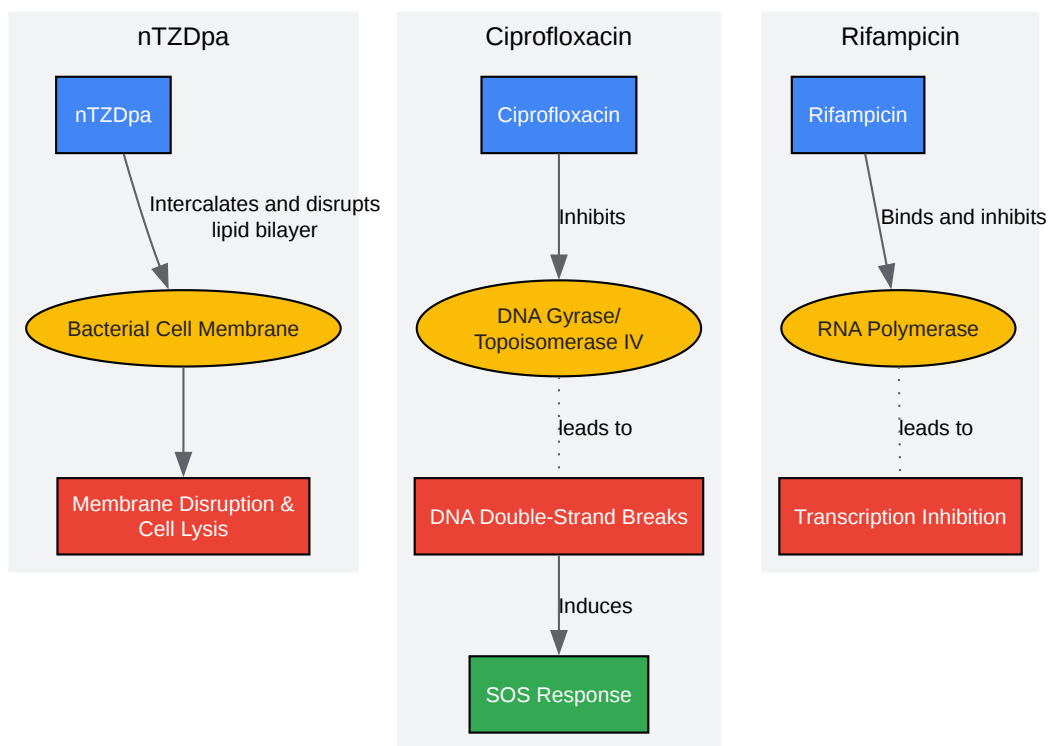 nTZDpa
nTZDpa
Intercalates and disrupts
lipid bilayer
Bacterial Cell Membrane
Membrane Disruption &
Cell Lysis
Ciprofloxacin
Ciprofloxacin
Inhibits
DNA Gyrase/
Topoisomerase IV
leads to
DNA Double-Strand Breaks
Induces
SOS Response
Rifampicin
Rifampicin
Binds and inhibits
RNA Polymerase
leads to
Transcription Inhibition